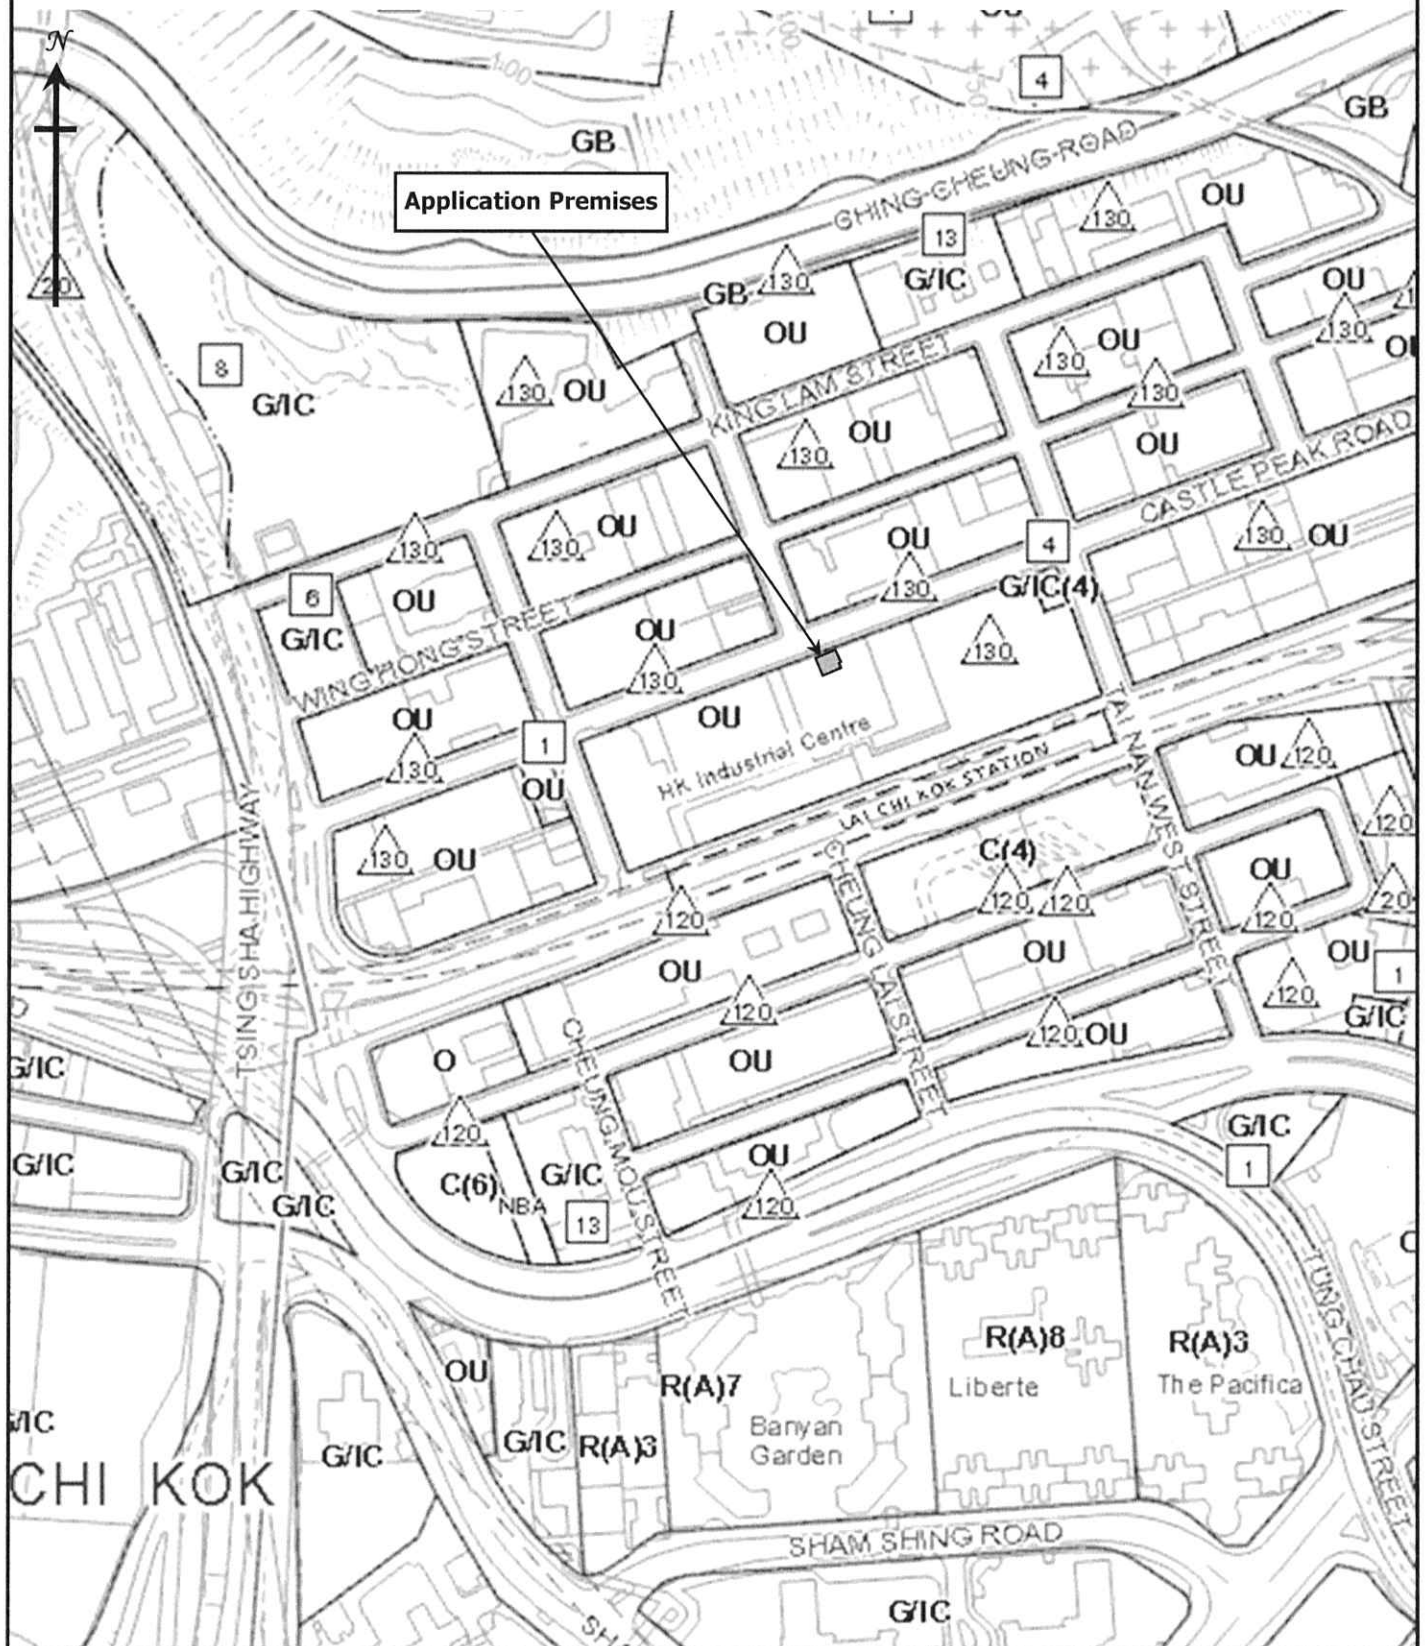 N
4
GB
100
GB
Application Premises
CHING CHEUNG ROAD
OU
130
13
G/IC
20
GB
130
OU
OU
130
8
G/IC
130
OU
KING LAM STREET
130
OU
130
130
OU
OU
CASTLE PEAK ROAD
130
OU
130
OU
130
OU
130
OU
130
4
G/IC(4)
6
G/IC
130
OU
WING HONG STREET
OU
130
130
OU
130
1
OU
OU
HK Industrial Centre
LAI CHI KOK STATION
TAI NAN WEST STREET
OU
120
130
OU
TSING SHA HIGHWAY
120
C(4)
120
120
CHEUNG LAI STREET
OU
120
120
20
OU
120
OU
120
OU
1
120
G/IC
120
OU
O
120
CHEUNG MOU STREET
OU
G/IC
G/IC
G/IC
G/IC
C(6)
NBA
G/IC
13
OU
120
G/IC
1
TUNG CHAU STREET
OU
G/IC
R(A)3
R(A)7
Banyan
Garden
R(A)8
Liberte
R(A)3
The Pacifica
G/IC
G/IC
CHI KOK
SHAM SHING ROAD
G/IC